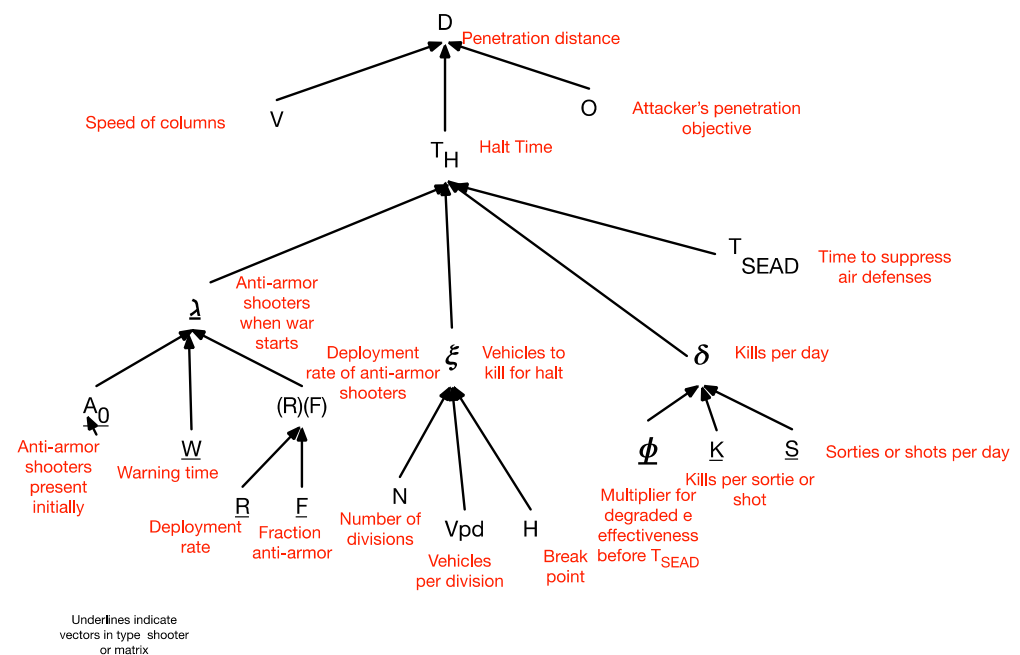 D
Penetration distance
V
Speed of columns
O
Attacker's penetration
objective
T_H
Halt Time
T_SEAD
Time to suppress
air defenses
λ
Anti-armor
shooters
when war
starts
Deployment
rate of anti-armor
shooters
ξ
Vehicles to
kill for halt
δ
Kills per day
A_0
Anti-armor
shooters
present
initially
W
Warning time
(R)(F)
R
Deployment
rate
F
Fraction
anti-armor
N
Number of
divisions
Vpd
Vehicles
per division
H
Break
point
ϕ
Multiplier for
degraded e
effectiveness
before T_SEAD
K
Kills per sortie or
shot
S
Sorties or shots per day
Underlines indicate
vectors in type shooter
or matrix